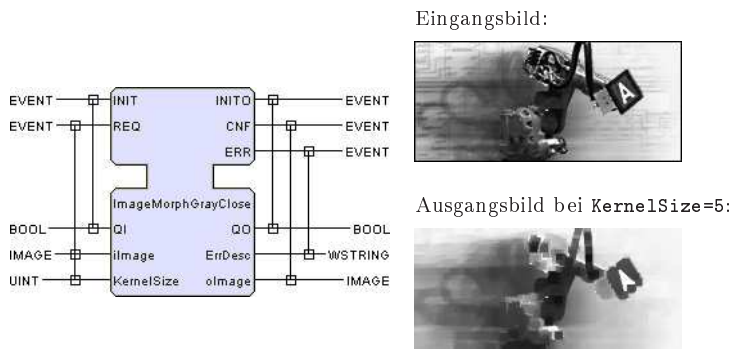 Eingangsbild:
EVENT INIT INITO EVENT
EVENT REQ CNF EVENT
ERR EVENT
A
ImageMorphGrayClose
BOOL QI QO BOOL
IMAGE iImage ErrDesc WSTRING
UINT KernelSize oImage IMAGE
Ausgangsbild bei KernelSize=5:
A